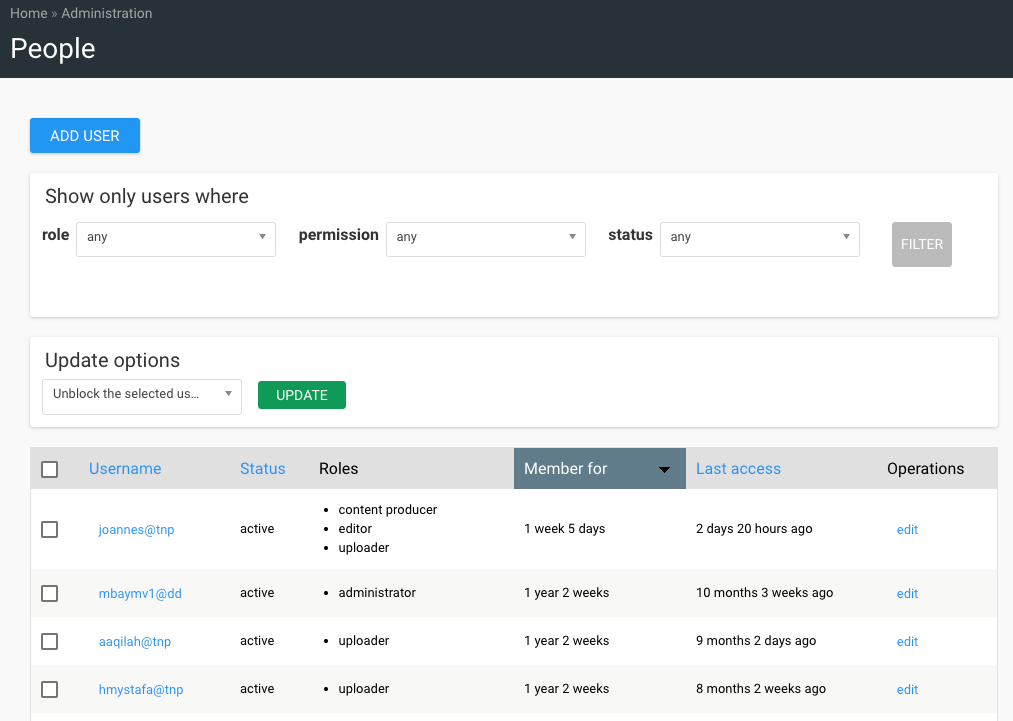 Home » Administration
People
ADD USER
Show only users where
role any permission any status any FILTER
Update options
Unblock the selected us... UPDATE
Username Status Roles Member for Last access Operations
joannes@tnp active • content producer • editor • uploader 1 week 5 days 2 days 20 hours ago edit
mbaymv1@dd active • administrator 1 year 2 weeks 10 months 3 weeks ago edit
aaqilah@tnp active • uploader 1 year 2 weeks 9 months 2 days ago edit
hmystafa@tnp active • uploader 1 year 2 weeks 8 months 2 weeks ago edit